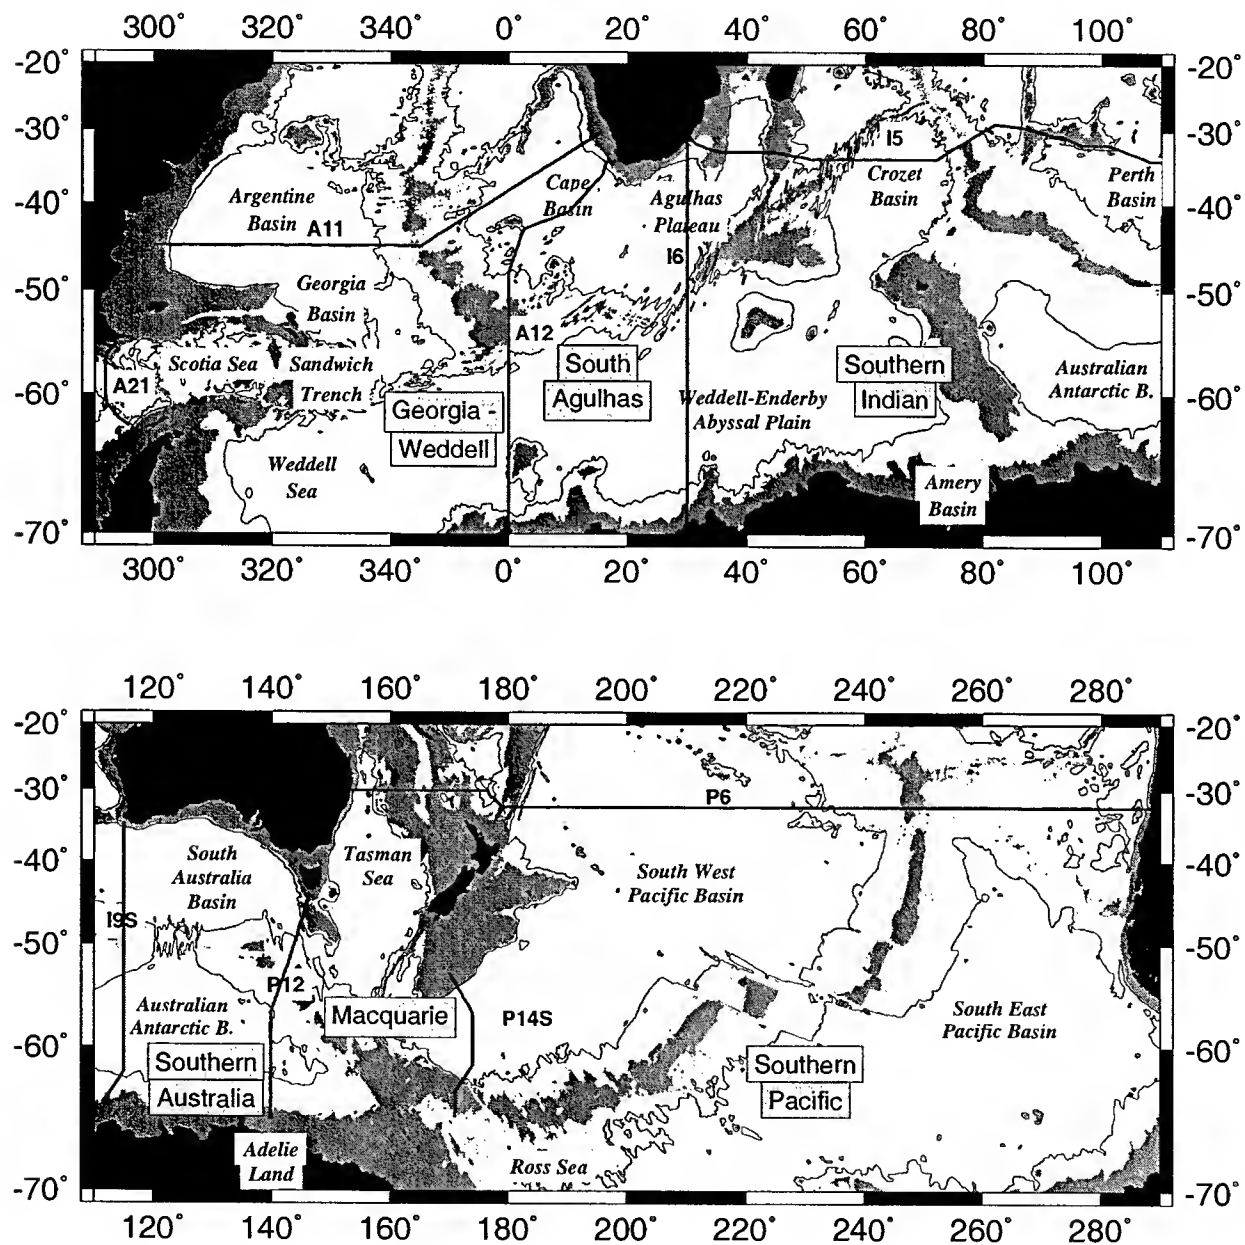 300° 320° 340° 0° 20° 40° 60° 80° 100°
-20° -20°
-30° -30°
I5
Argentine
Basin
A11
Cape
Basin
Agulhas
Plateau
Crozet
Basin
Perth
Basin
-40° -40°
I6
Georgia
Basin
-50° -50°
A12
Scotia Sea
Sandwich
Trench
A21
South
Agulhas
Southern
Indian
Australian
Antarctic B.
-60° -60°
Georgia -
Weddell
Weddell-Enderby
Abyssal Plain
Weddell
Sea
Amery
Basin
-70° -70°
300° 320° 340° 0° 20° 40° 60° 80° 100°
120° 140° 160° 180° 200° 220° 240° 260° 280°
-20° -20°
-30° -30°
P6
South
Australia
Basin
Tasman
Sea
South West
Pacific Basin
-40° -40°
I9S
-50° -50°
P12
Australian
Antarctic B.
Macquarie
P14S
South East
Pacific Basin
-60° -60°
Southern
Australia
Southern
Pacific
Adelie
Land
Ross Sea
-70° -70°
120° 140° 160° 180° 200° 220° 240° 260° 280°